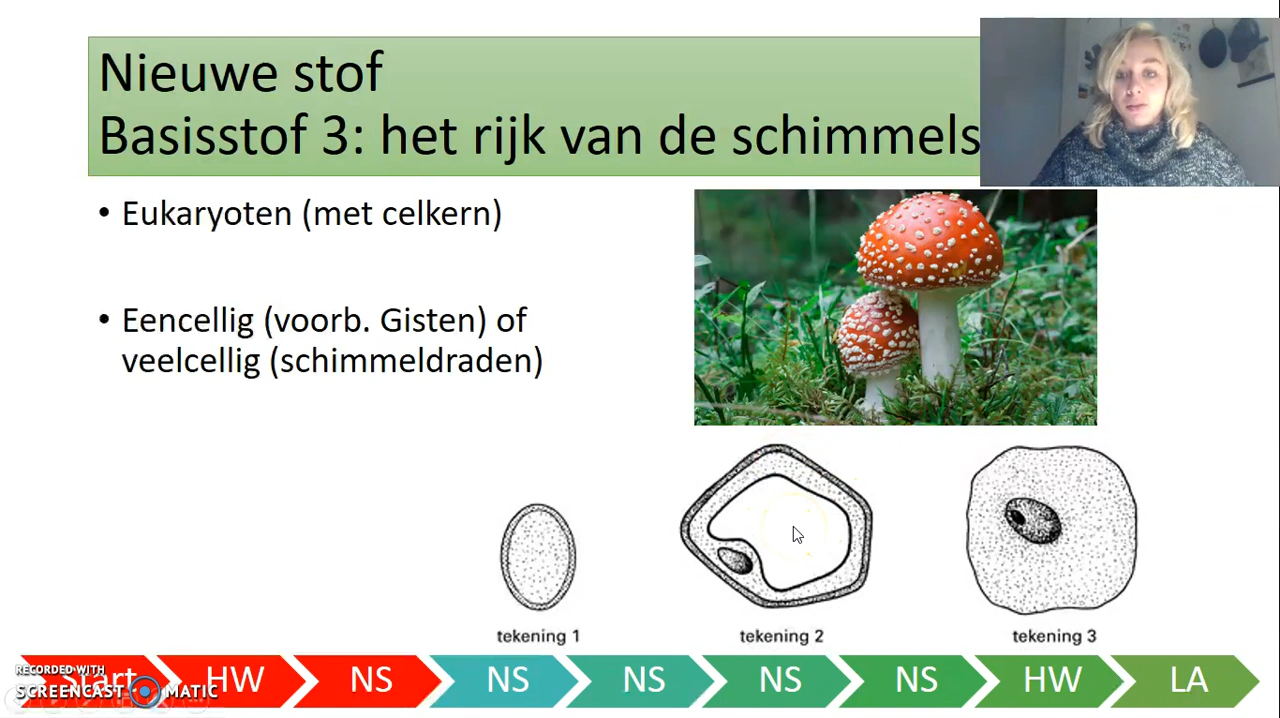 Nieuwe stof
Basisstof 3: het rijk van de schimmels
• Eukaryoten (met celkern)
• Eencellig (voorb. Gisten) of
veelcellig (schimmeldraden)
tekening 1
tekening 2
tekening 3
Start HW NS NS NS NS NS HW LA
RECORDED WITH
SCREENCAST MATIC